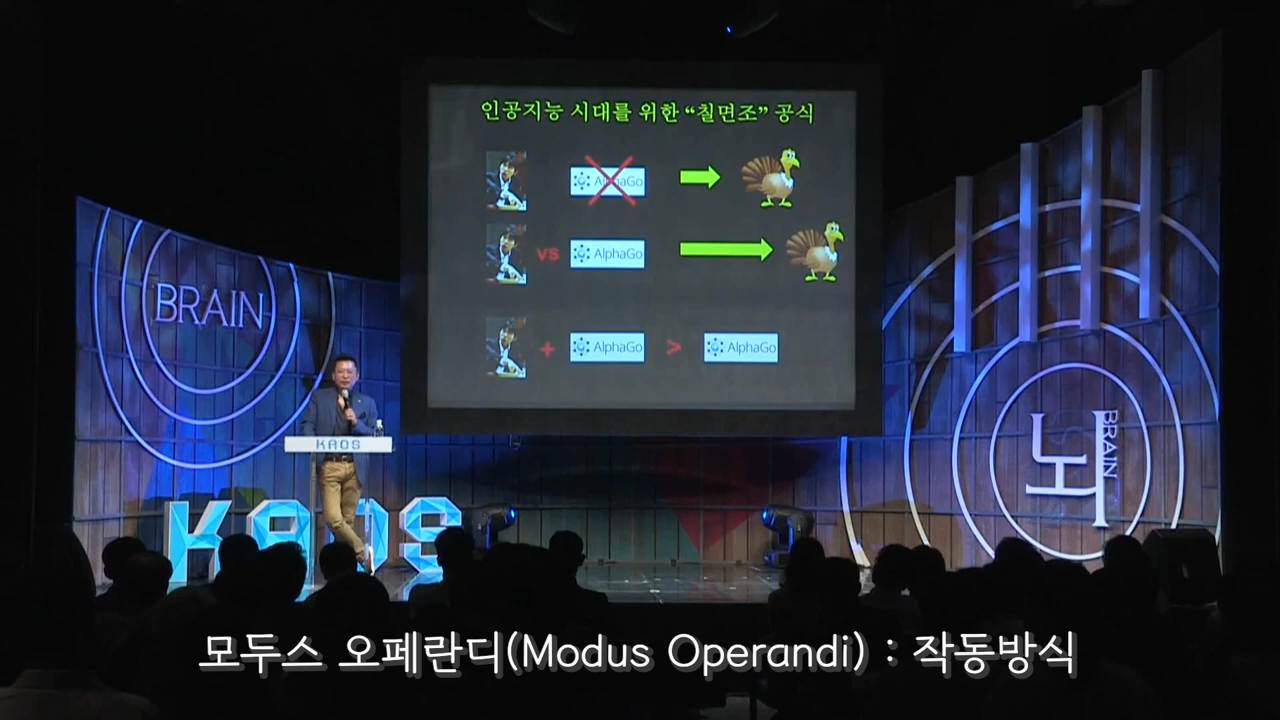 인공지능 시대를 위한 “칠면조” 공식
AlphaGo
vs AlphaGo
+ AlphaGo > AlphaGo
BRAIN
뇌
BRAIN
KAOS
KAOS
모두스 오페란디(Modus Operandi) : 작동방식